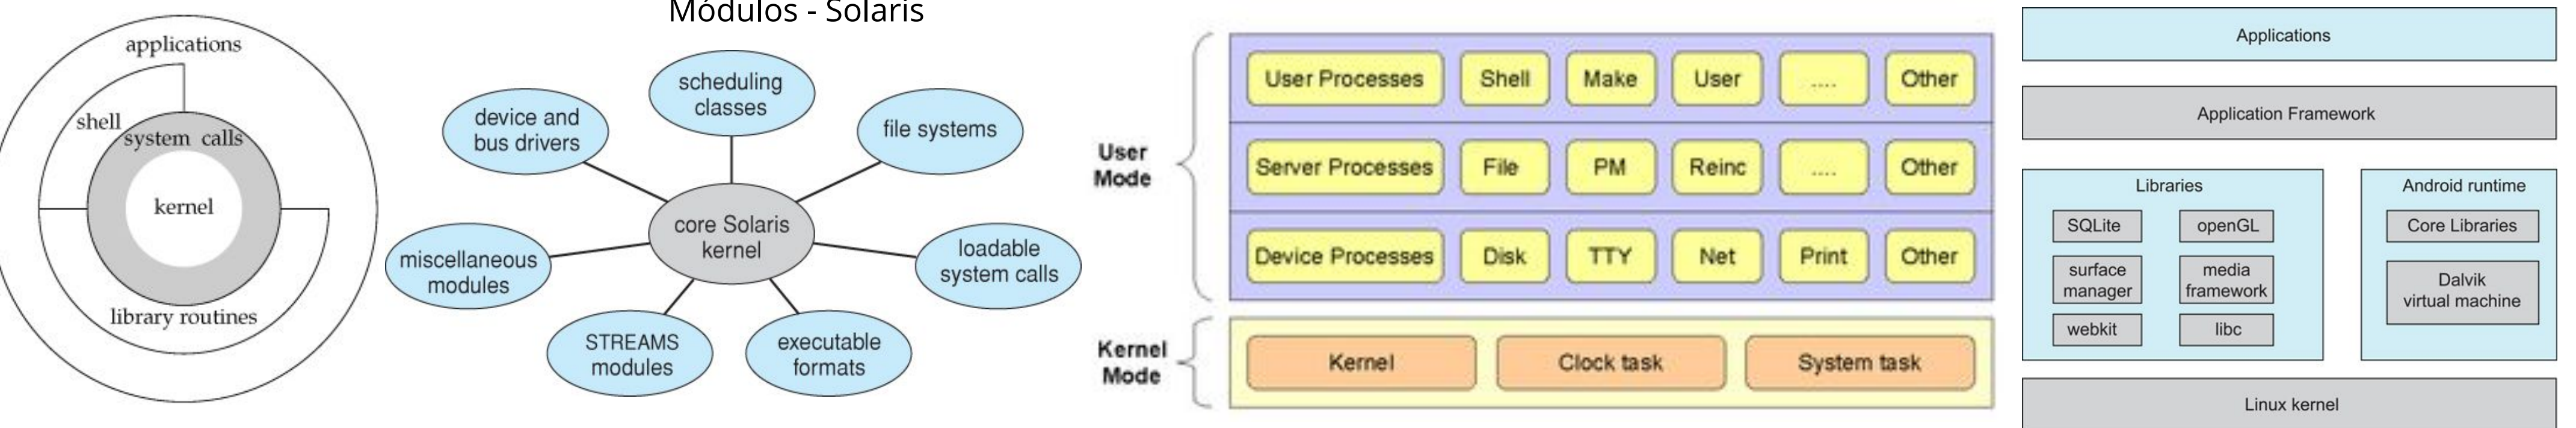 applications
shell
system calls
kernel
library routines
Módulos - Solaris
scheduling
classes
device and
bus drivers
file systems
core Solaris
kernel
miscellaneous
modules
loadable
system calls
STREAMS
modules
executable
formats
User
Mode
User Processes Shell Make User .... Other
Server Processes File PM Reinc .... Other
Device Processes Disk TTY Net Print Other
Kernel
Mode
Kernel Clock task System task
Applications
Application Framework
Libraries
SQLite openGL
surface
manager
media
framework
webkit libc
Android runtime
Core Libraries
Dalvik
virtual machine
Linux kernel